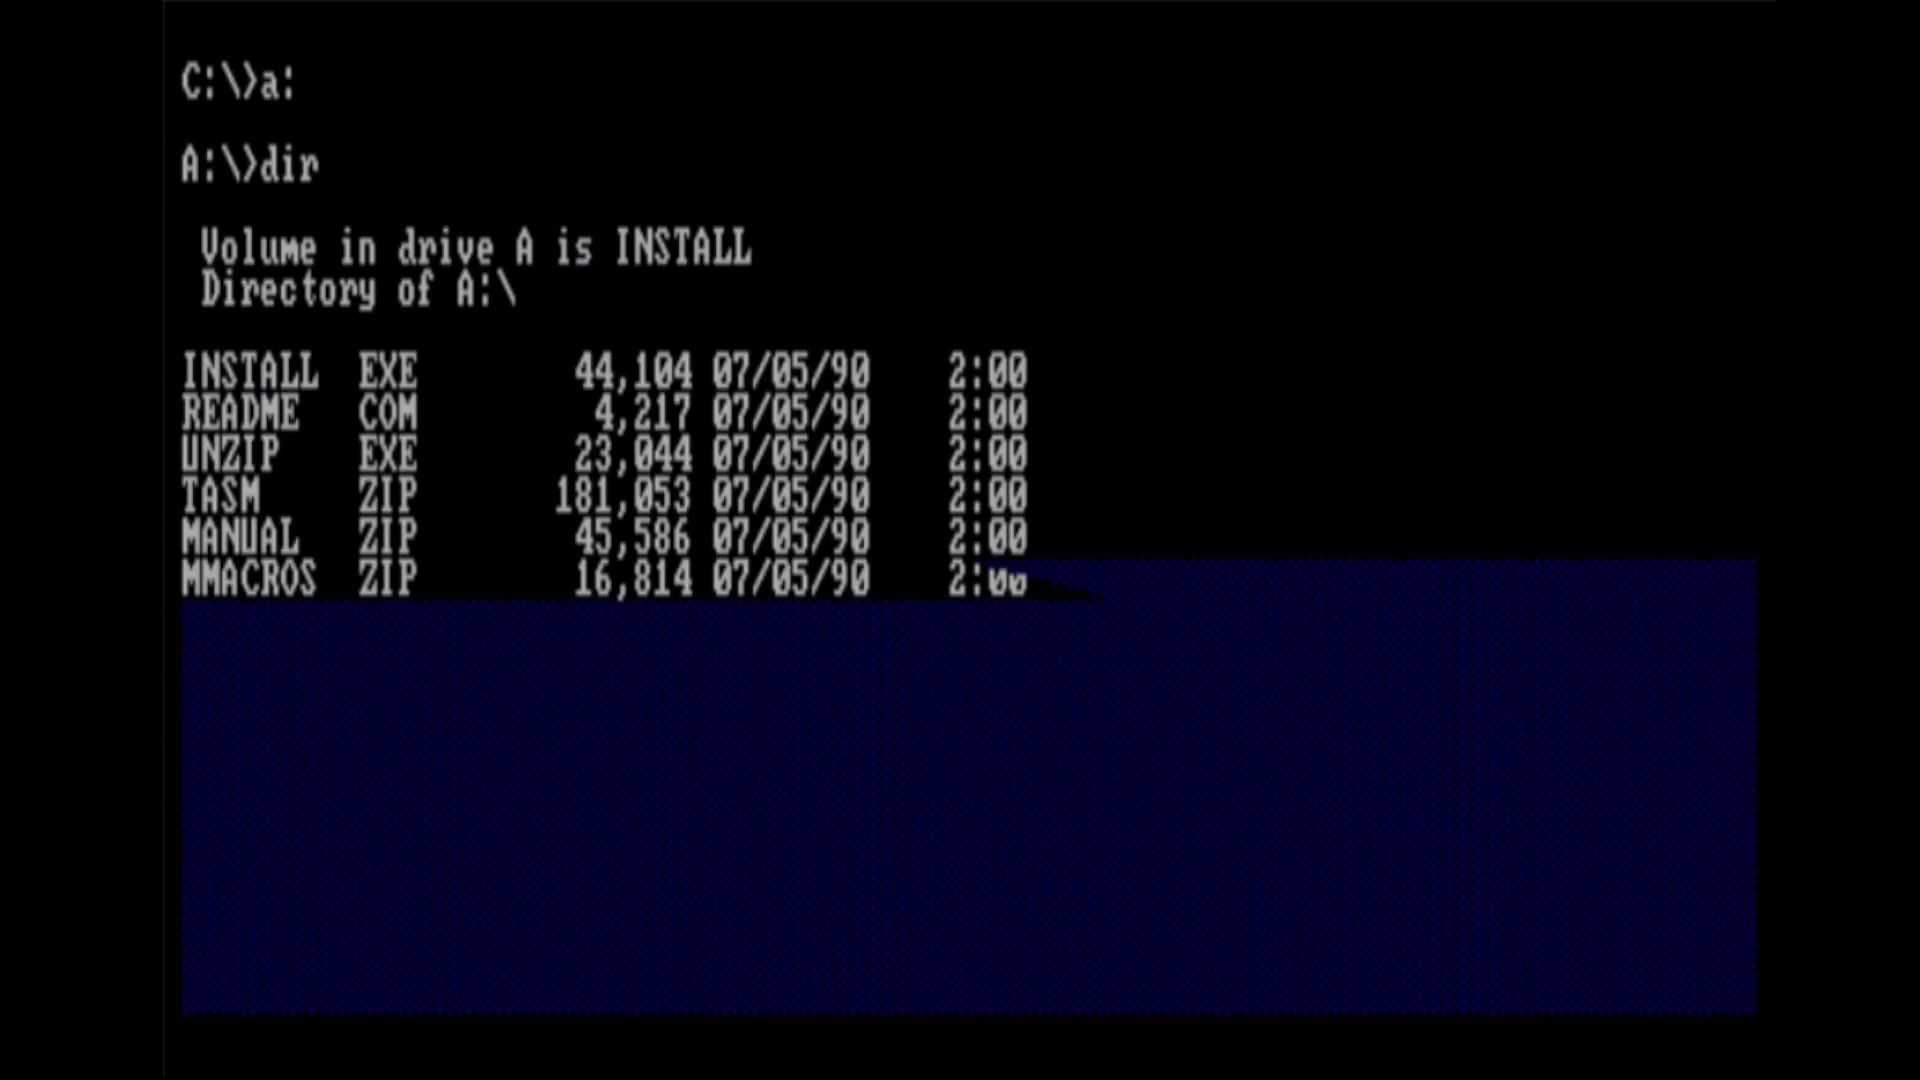 C:\>a:
A:\>dir
Volume in drive A is INSTALL
Directory of A:\
INSTALL EXE 44,104 07/05/90 2:00
README COM 4,217 07/05/90 2:00
UNZIP EXE 23,044 07/05/90 2:00
TASM ZIP 181,053 07/05/90 2:00
MANUAL ZIP 45,586 07/05/90 2:00
MMACROS ZIP 16,814 07/05/90 2:00